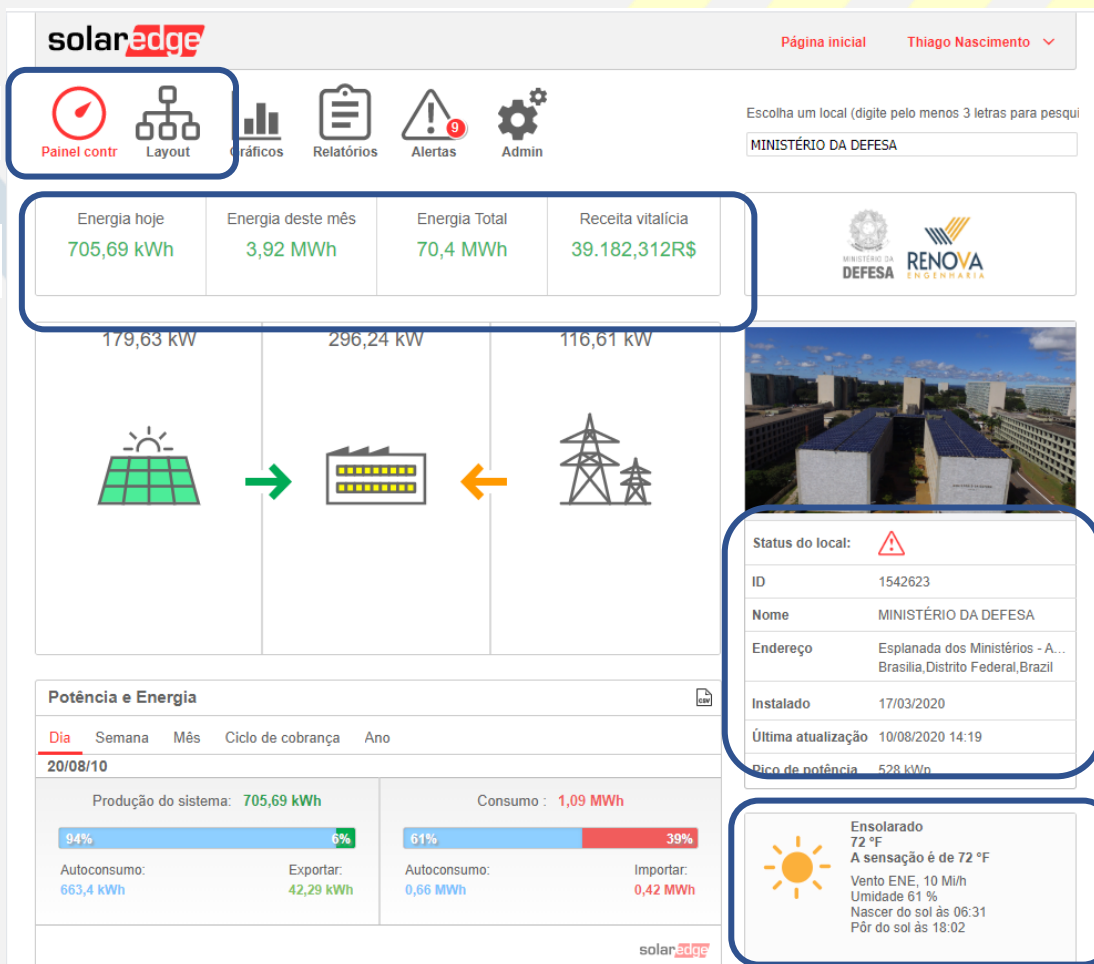 solaredge
Página inicial
Thiago Nascimento
Painel contr
Layout
Gráficos
Relatórios
9
Alertas
Admin
Escolha um local (digite pelo menos 3 letras para pesqui
MINISTÉRIO DA DEFESA
Energia hoje
705,69 kWh
Energia deste mês
3,92 MWh
Energia Total
70,4 MWh
Receita vitalícia
39.182,312R$
MINISTÉRIO DA
DEFESA
RENOVA
ENGENHARIA
179,63 kW
296,24 kW
116,61 kW
Status do local:
ID 1542623
Nome MINISTÉRIO DA DEFESA
Endereço Esplanada dos Ministérios - A...
Brasilia,Distrito Federal,Brazil
Instalado 17/03/2020
Última atualização 10/08/2020 14:19
Pico de potência 528 kWp
Potência e Energia
CSV
Dia Semana Mês Ciclo de cobrança Ano
20/08/10
Produção do sistema: 705,69 kWh
94% 6%
Autoconsumo: Exportar:
663,4 kWh 42,29 kWh
Consumo : 1,09 MWh
61% 39%
Autoconsumo: Importar:
0,66 MWh 0,42 MWh
solaredge
Ensolarado
72 °F
A sensação é de 72 °F
Vento ENE, 10 Mi/h
Umidade 61 %
Nascer do sol às 06:31
Pôr do sol às 18:02